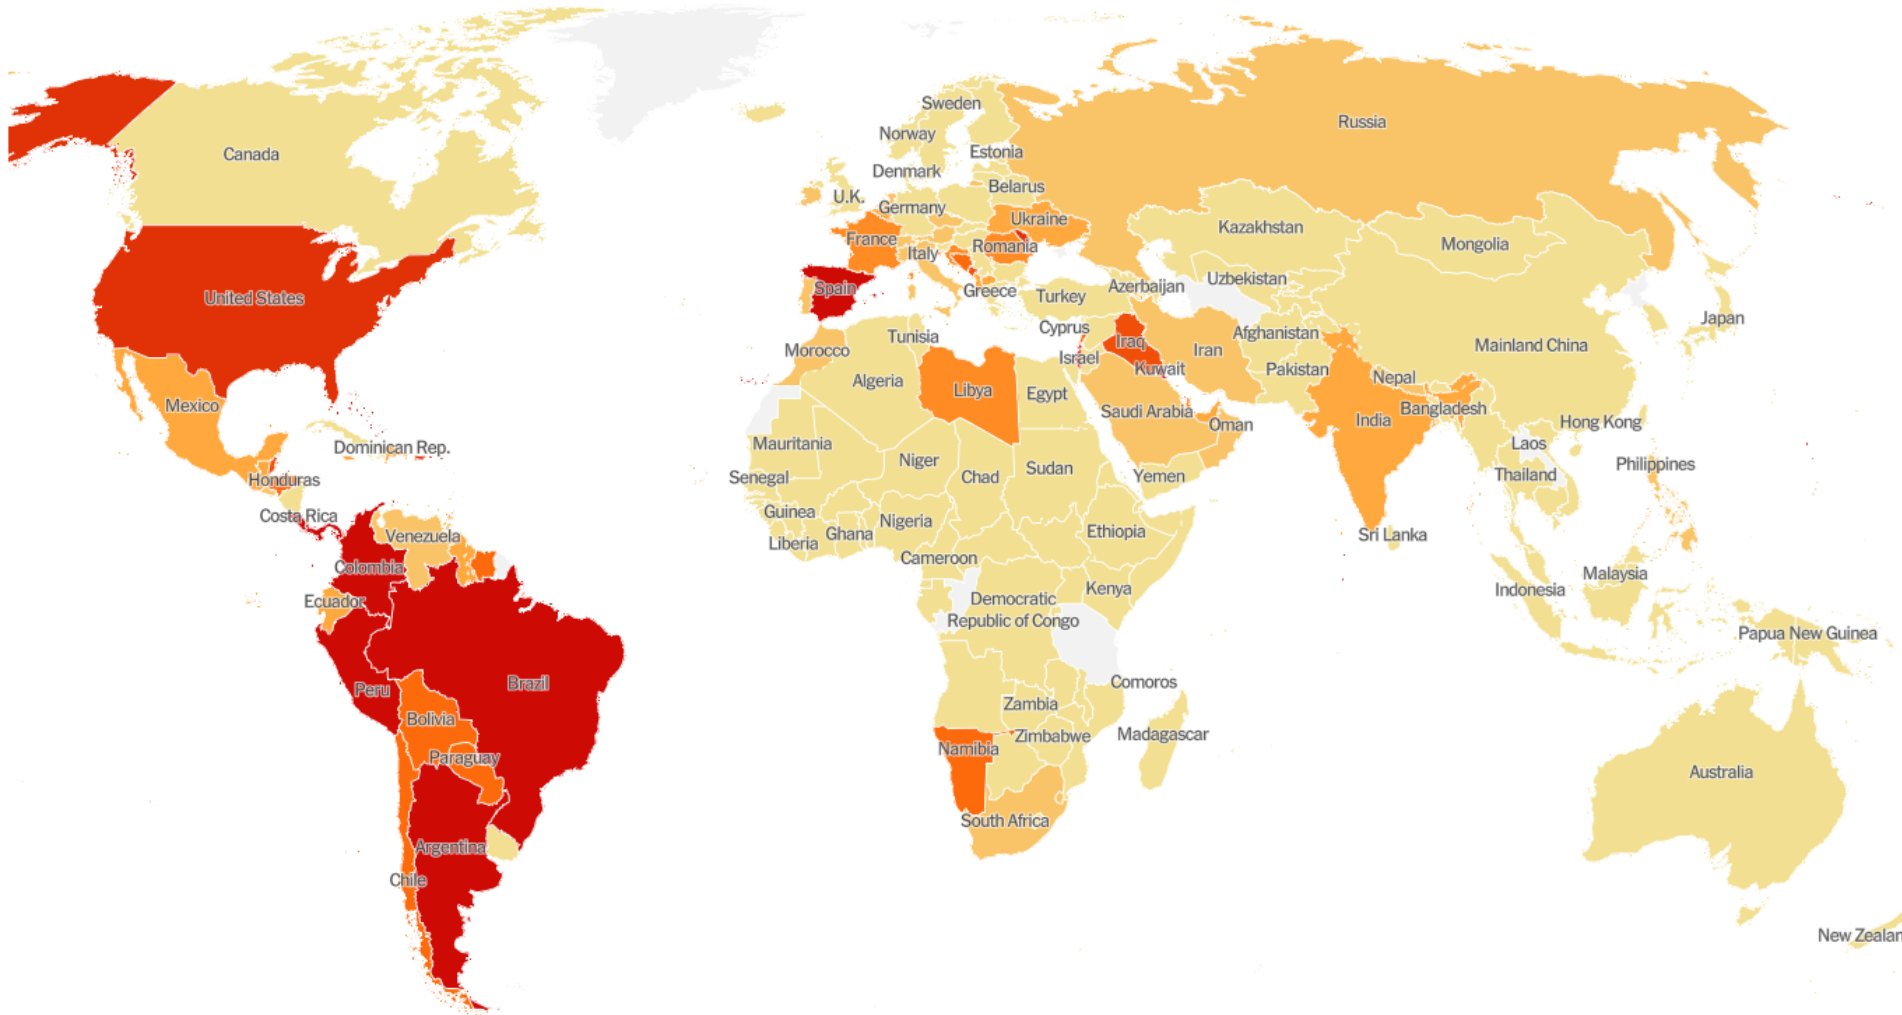 Sweden
Norway
Russia
Canada
Estonia
Denmark
Belarus
U.K.
Germany
Ukraine
Kazakhstan
France
Romania
Mongolia
Italy
Uzbekistan
Spain
Azerbaijan
Greece
Turkey
United States
Japan
Cyprus
Afghanistan
Tunisia
Iraq
Mainland China
Morocco
Iran
Israel
Kuwait
Pakistan
Nepal
Algeria
Libya
Egypt
Mexico
Saudi Arabia
Bangladesh
India
Oman
Hong Kong
Mauritania
Laos
Dominican Rep.
Niger
Philippines
Sudan
Thailand
Senegal
Chad
Yemen
Honduras
Guinea
Costa Rica
Nigeria
Ethiopia
Ghana
Sri Lanka
Venezuela
Liberia
Cameroon
Colombia
Malaysia
Kenya
Indonesia
Ecuador
Democratic
Republic of Congo
Papua New Guinea
Brazil
Comoros
Peru
Zambia
Bolivia
Madagascar
Zimbabwe
Namibia
Paraguay
Australia
South Africa
Argentina
Chile
New Zealan